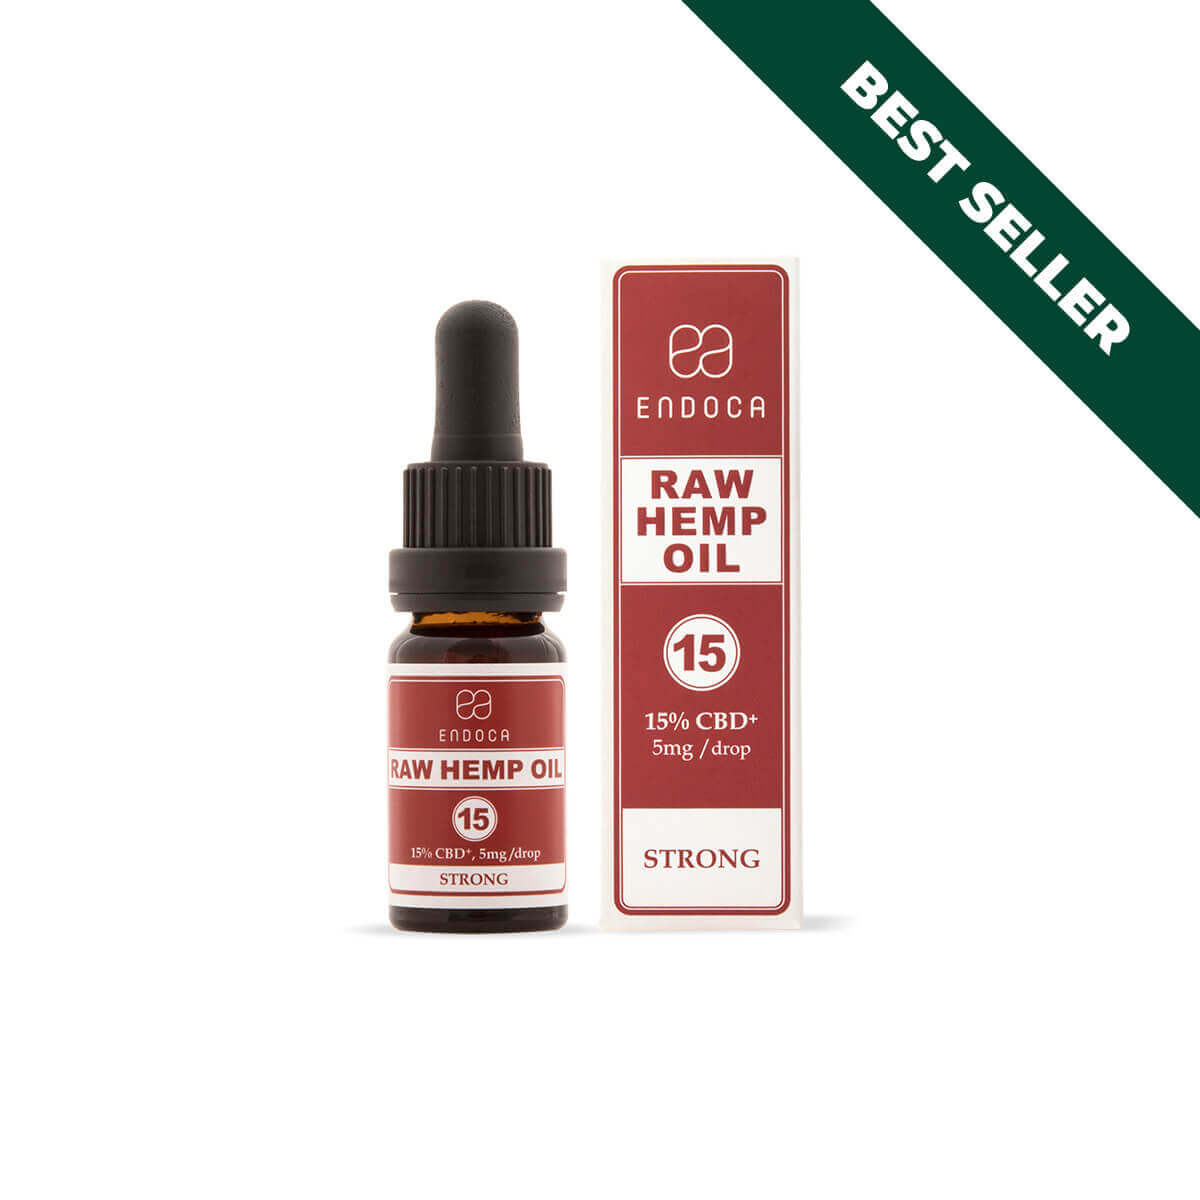 BEST SELLER
ENDOCA
RAW
HEMP
OIL
15
15% CBD+
5mg /drop
STRONG
ENDOCA
RAW HEMP OIL
15
15% CBD+, 5mg/drop
STRONG